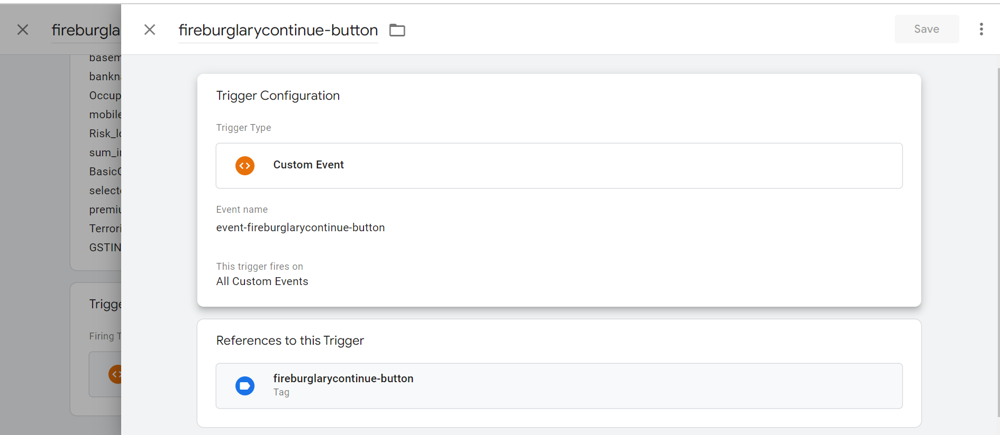 fireburgla
basem
bankn
Occup
mobile
Risk_l
sum_i
Basic
select
premiu
Terrori
GSTIN
Trigge
Firing T
fireburglarycontinue-button
Save
Trigger Configuration
Trigger Type
Custom Event
Event name
event-fireburglarycontinue-button
This trigger fires on
All Custom Events
References to this Trigger
fireburglarycontinue-button
Tag